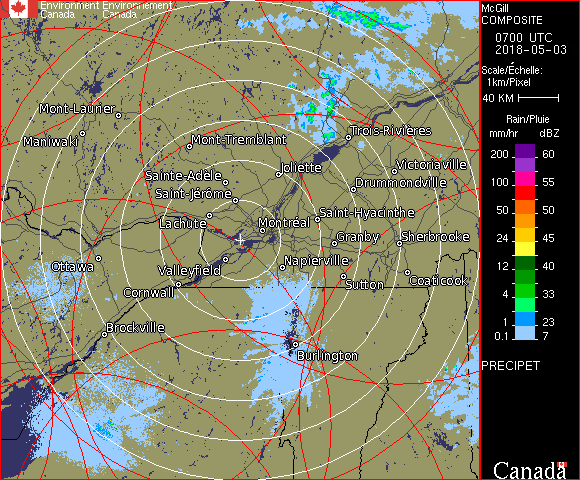 Environment Environnement
Canada Canada
McGill
COMPOSITE
0700 UTC
2018-05-03
Scale/Échelle:
1km/Pixel
40 KM
Rain/Pluie
mm/hr dBZ
200 60
100 55
50 50
24 45
12 40
4 33
1 23
0.1 7
PRECIPET
Canada
Mont-Laurier
Maniwaki
Mont-Tremblant
Trois-Rivières
Joliette
Victoriaville
Sainte-Adèle
Drummondville
Saint-Jérôme
Saint-Hyacinthe
Lachute
Montréal
Granby
Sherbrooke
Ottawa
Valleyfield
Napierville
Sutton
Coaticook
Cornwall
Brockville
Burlington